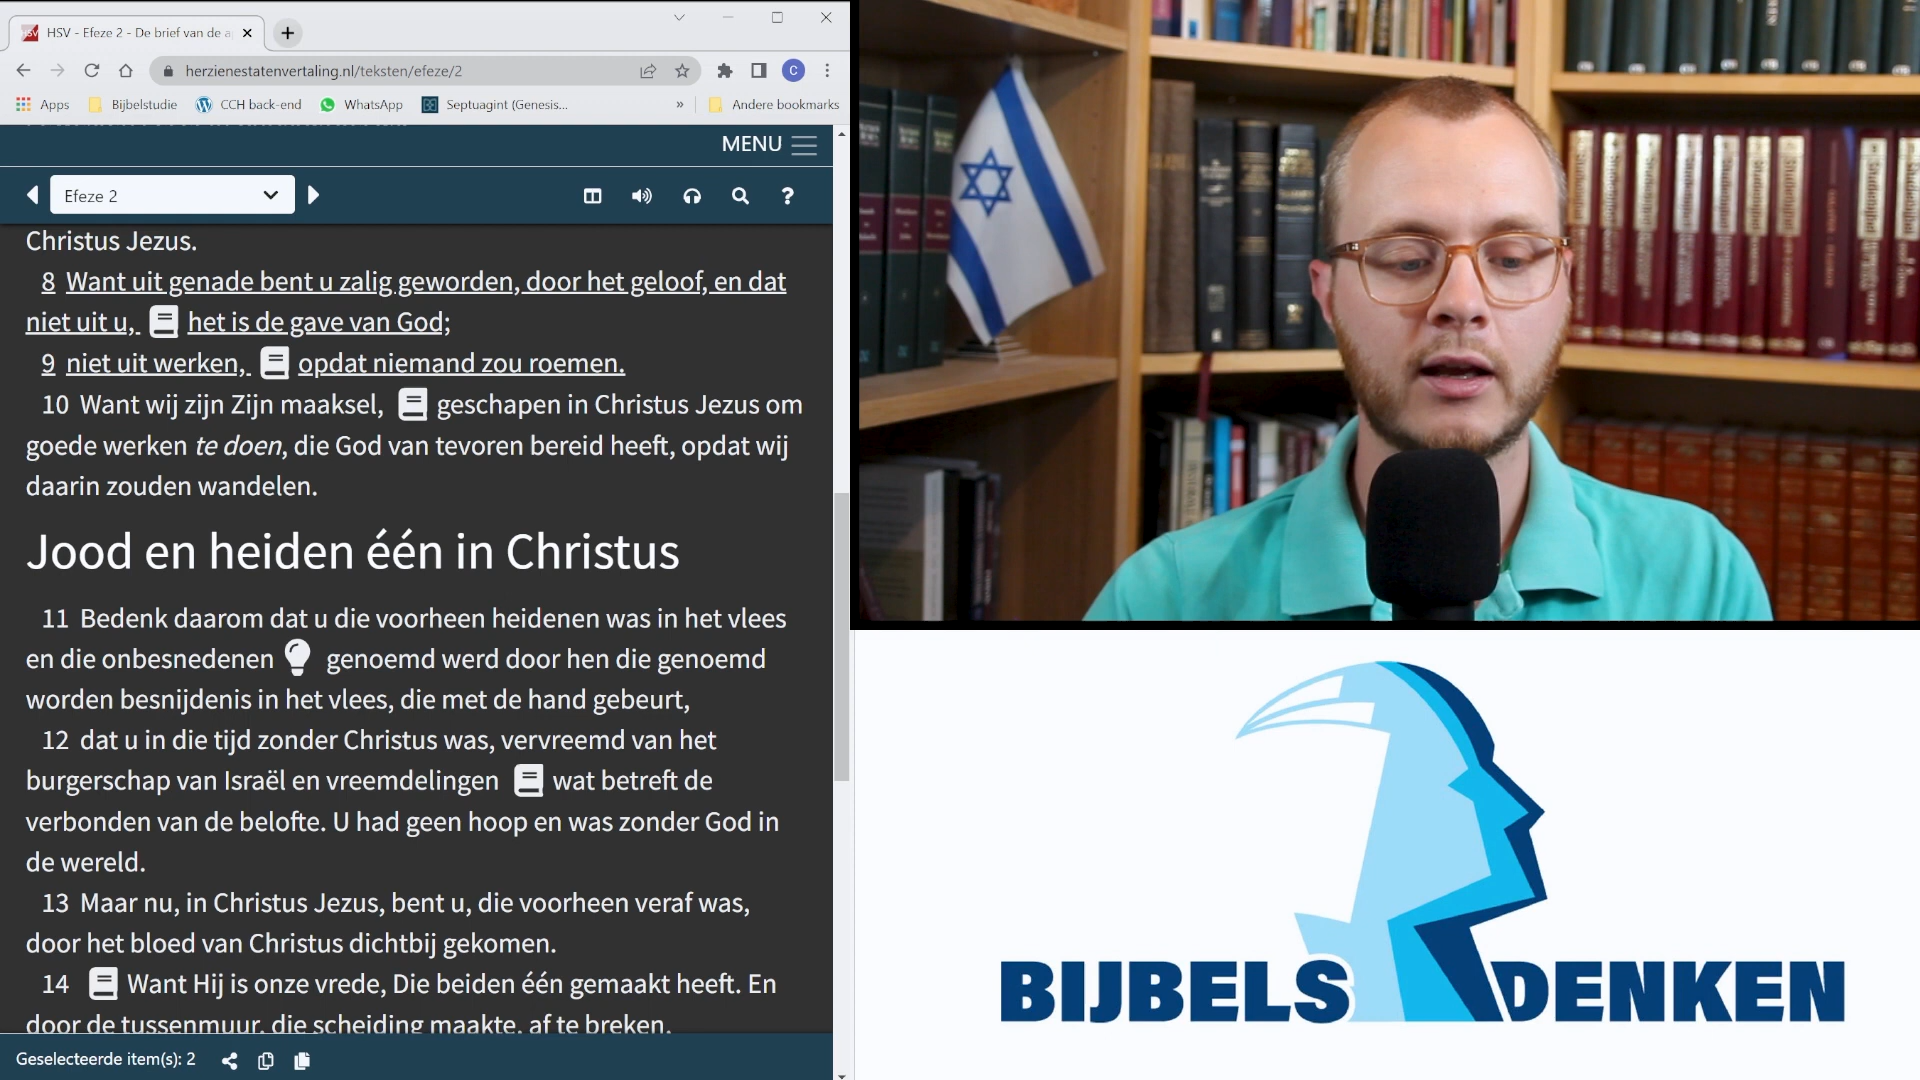 HSV - Efeze 2 - De brief van de a
herzienestatenvertaling.nl/teksten/efeze/2
C
Apps
Bijbelstudie
CCH back-end
WhatsApp
Septuagint (Genesis...
»
Andere bookmarks
MENU
Efeze 2
?
Christus Jezus.
8 Want uit genade bent u zalig geworden, door het geloof, en dat
niet uit u, het is de gave van God;
9 niet uit werken, opdat niemand zou roemen.
10 Want wij zijn Zijn maaksel, geschapen in Christus Jezus om
goede werken te doen, die God van tevoren bereid heeft, opdat wij
daarin zouden wandelen.
Jood en heiden één in Christus
11 Bedenk daarom dat u die voorheen heidenen was in het vlees
en die onbesnedenen genoemd werd door hen die genoemd
worden besnijdenis in het vlees, die met de hand gebeurt,
12 dat u in die tijd zonder Christus was, vervreemd van het
burgerschap van Israël en vreemdelingen wat betreft de
verbonden van de belofte. U had geen hoop en was zonder God in
de wereld.
13 Maar nu, in Christus Jezus, bent u, die voorheen veraf was,
door het bloed van Christus dichtbij gekomen.
14 Want Hij is onze vrede, Die beiden één gemaakt heeft. En
door de tussenmuur, die scheiding maakte, af te breken,
Geselecteerde item(s): 2
BIJBELS DENKEN